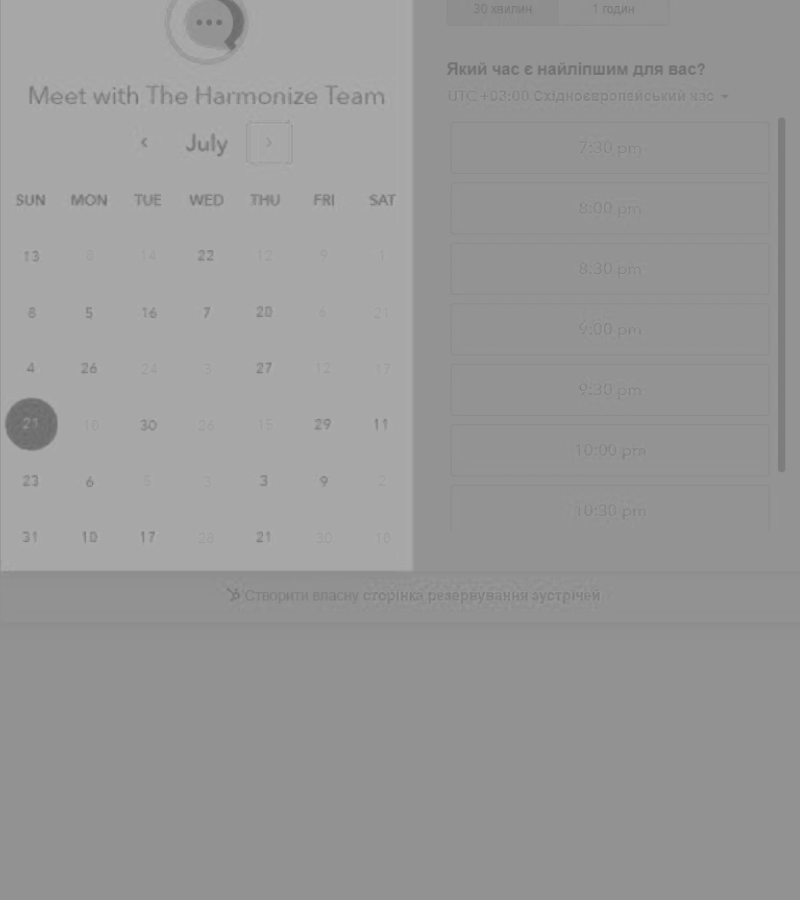 30 хвилин
1 годин
Meet with The Harmonize Team
July
SUN MON TUE WED THU FRI SAT
13 8 14 22 12 9 1
8 5 16 7 20 6 21
4 26 24 3 27 12 17
21 18 30 26 15 29 11
23 6 5 3 3 9 2
31 10 17 28 21 30 18
Який час є найліпшим для вас?
UTC +03:00 Східноєвропейський час
7:30 pm
8:00 pm
8:30 pm
9:00 pm
9:30 pm
10:00 pm
10:30 pm
Створити власну сторінка резервування зустрічей